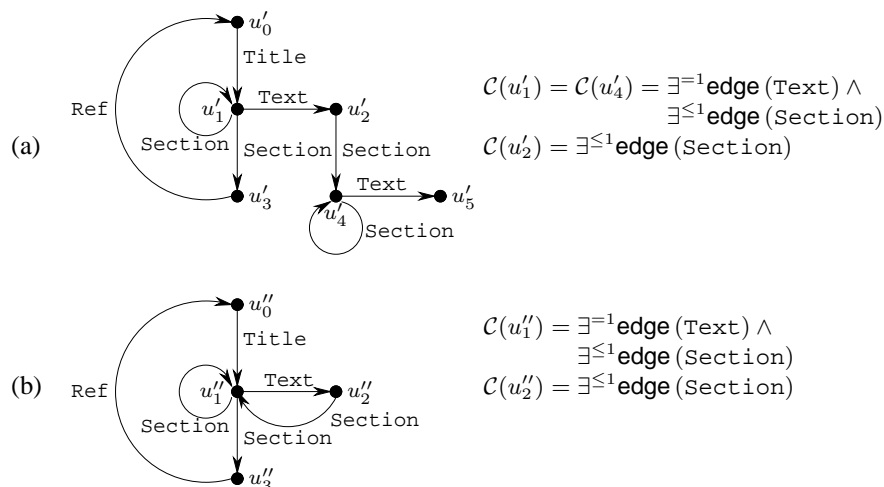 u′₀
Title
C(u′₁) = C(u′₄) = ∃⁼¹edge (Text) ∧
Ref
u′₁
Text
u′₂
∃≤¹edge (Section)
(a)
Section
Section
Section
C(u′₂) = ∃≤¹edge (Section)
u′₃
Text
u′₄
u′₅
Section
u″₀
C(u″₁) = ∃⁼¹edge (Text) ∧
Title
∃≤¹edge (Section)
(b)
Ref
u″₁
Text
u″₂
C(u″₂) = ∃≤¹edge (Section)
Section
Section
Section
u″₃